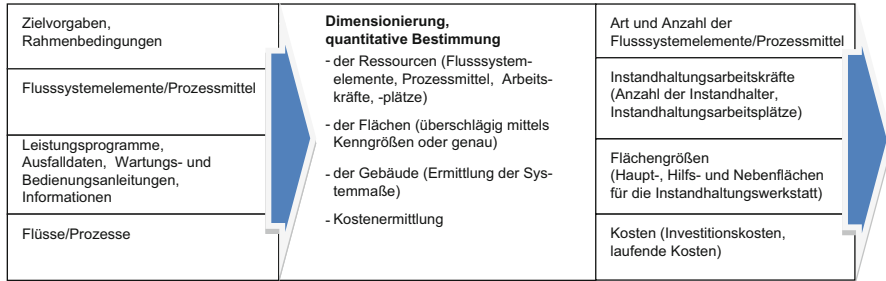 Zielvorgaben,
Rahmenbedingungen
Flusssystemelemente/Prozessmittel
Leistungsprogramme,
Ausfalldaten, Wartungs- und
Bedienungsanleitungen,
Informationen
Flüsse/Prozesse
Dimensionierung,
quantitative Bestimmung
- der Ressourcen (Flusssystem-
elemente, Prozessmittel, Arbeits-
kräfte, -plätze)
- der Flächen (überschlägig mittels
Kenngrößen oder genau)
- der Gebäude (Ermittlung der Sys-
temmaße)
- Kostenermittlung
Art und Anzahl der
Flusssystemelemente/Prozessmittel
Instandhaltungsarbeitskräfte
(Anzahl der Instandhalter,
Instandhaltungsarbeitsplätze)
Flächengrößen
(Haupt-, Hilfs- und Nebenflächen
für die Instandhaltungswerkstatt)
Kosten (Investitionskosten,
laufende Kosten)